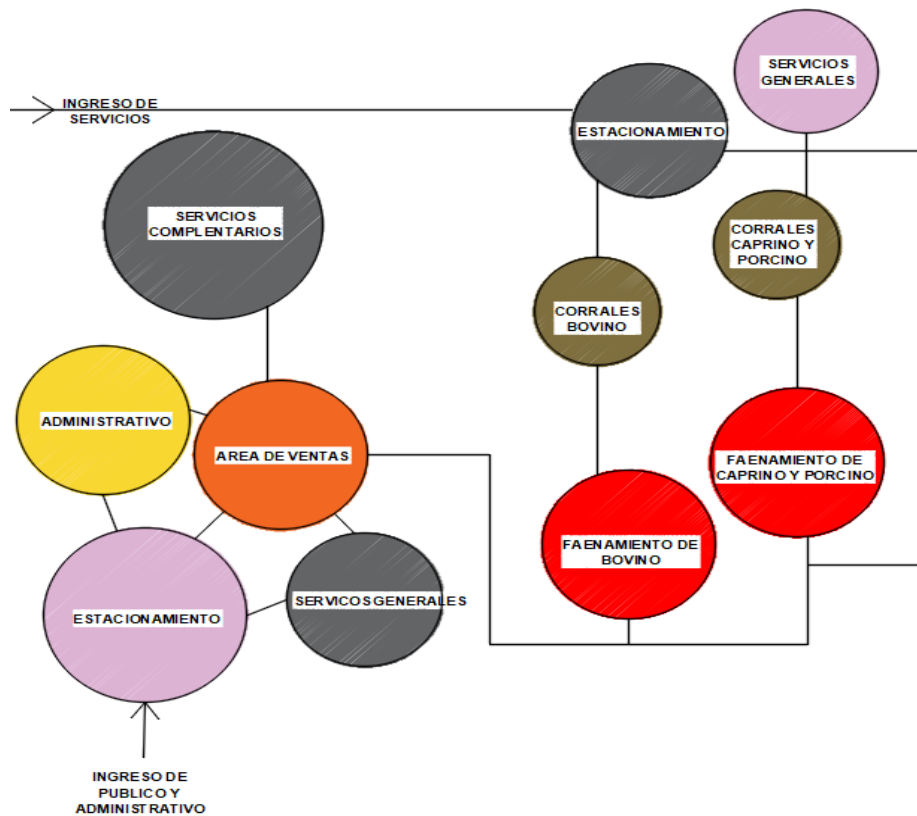 SERVICIOS
GENERALES
INGRESO DE
SERVICIOS
ESTACIONAMIENTO
SERVICIOS
COMPLENTARIOS
CORRALES
CAPRINO Y
PORCINO
CORRALES
BOVINO
ADMINISTRATIVO
AREA DE VENTAS
FAENAMIENTO DE
CAPRINO Y PORCINO
FAENAMIENTO DE
BOVINO
SERVICOS GENERALES
ESTACIONAMIENTO
INGRESO DE
PUBLICO Y
ADMINISTRATIVO